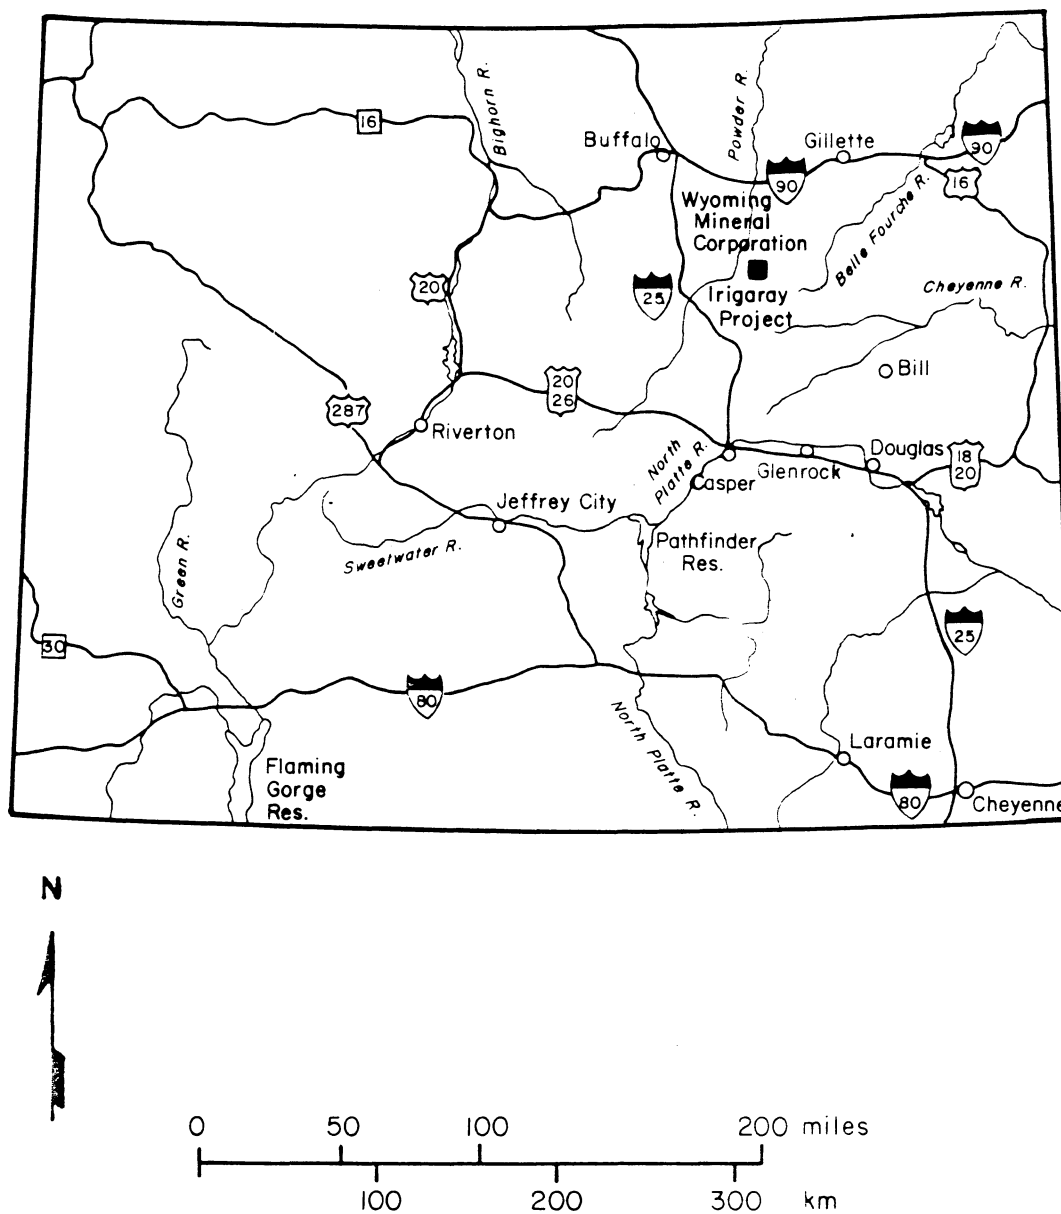 16
Bighorn R.
Buffalo
Powder R.
Gillette
90
90
16
Wyoming
Mineral
Corporation
Belle Fourche R.
20
25
Irigaray
Project
Cheyenne R.
Bill
20
26
287
Riverton
North
Platte R.
Casper
Glenrock
Douglas
18
20
Jeffrey City
Sweetwater R.
Pathfinder
Res.
Green R.
30
25
80
North Platte R.
Laramie
Flaming
Gorge
Res.
80
Cheyenne
N
0 50 100 200 miles
100 200 300 km